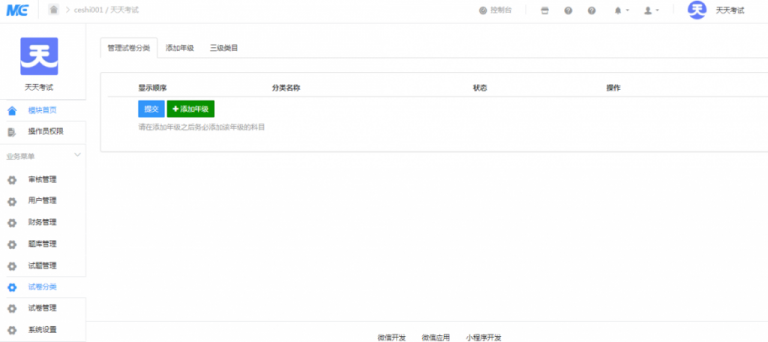 MC > ceshi001 / 天天考试 控制台 天天考试
天
天天考试
模块首页
操作员权限
业务菜单
审核管理
用户管理
财务管理
题库管理
试题管理
试卷分类
试卷管理
系统设置
管理试卷分类 添加年级 三级类目
显示顺序 分类名称 状态 操作
提交 +添加年级
请在添加年级之后务必添加该年级的科目
微信开发 微信应用 小程序开发